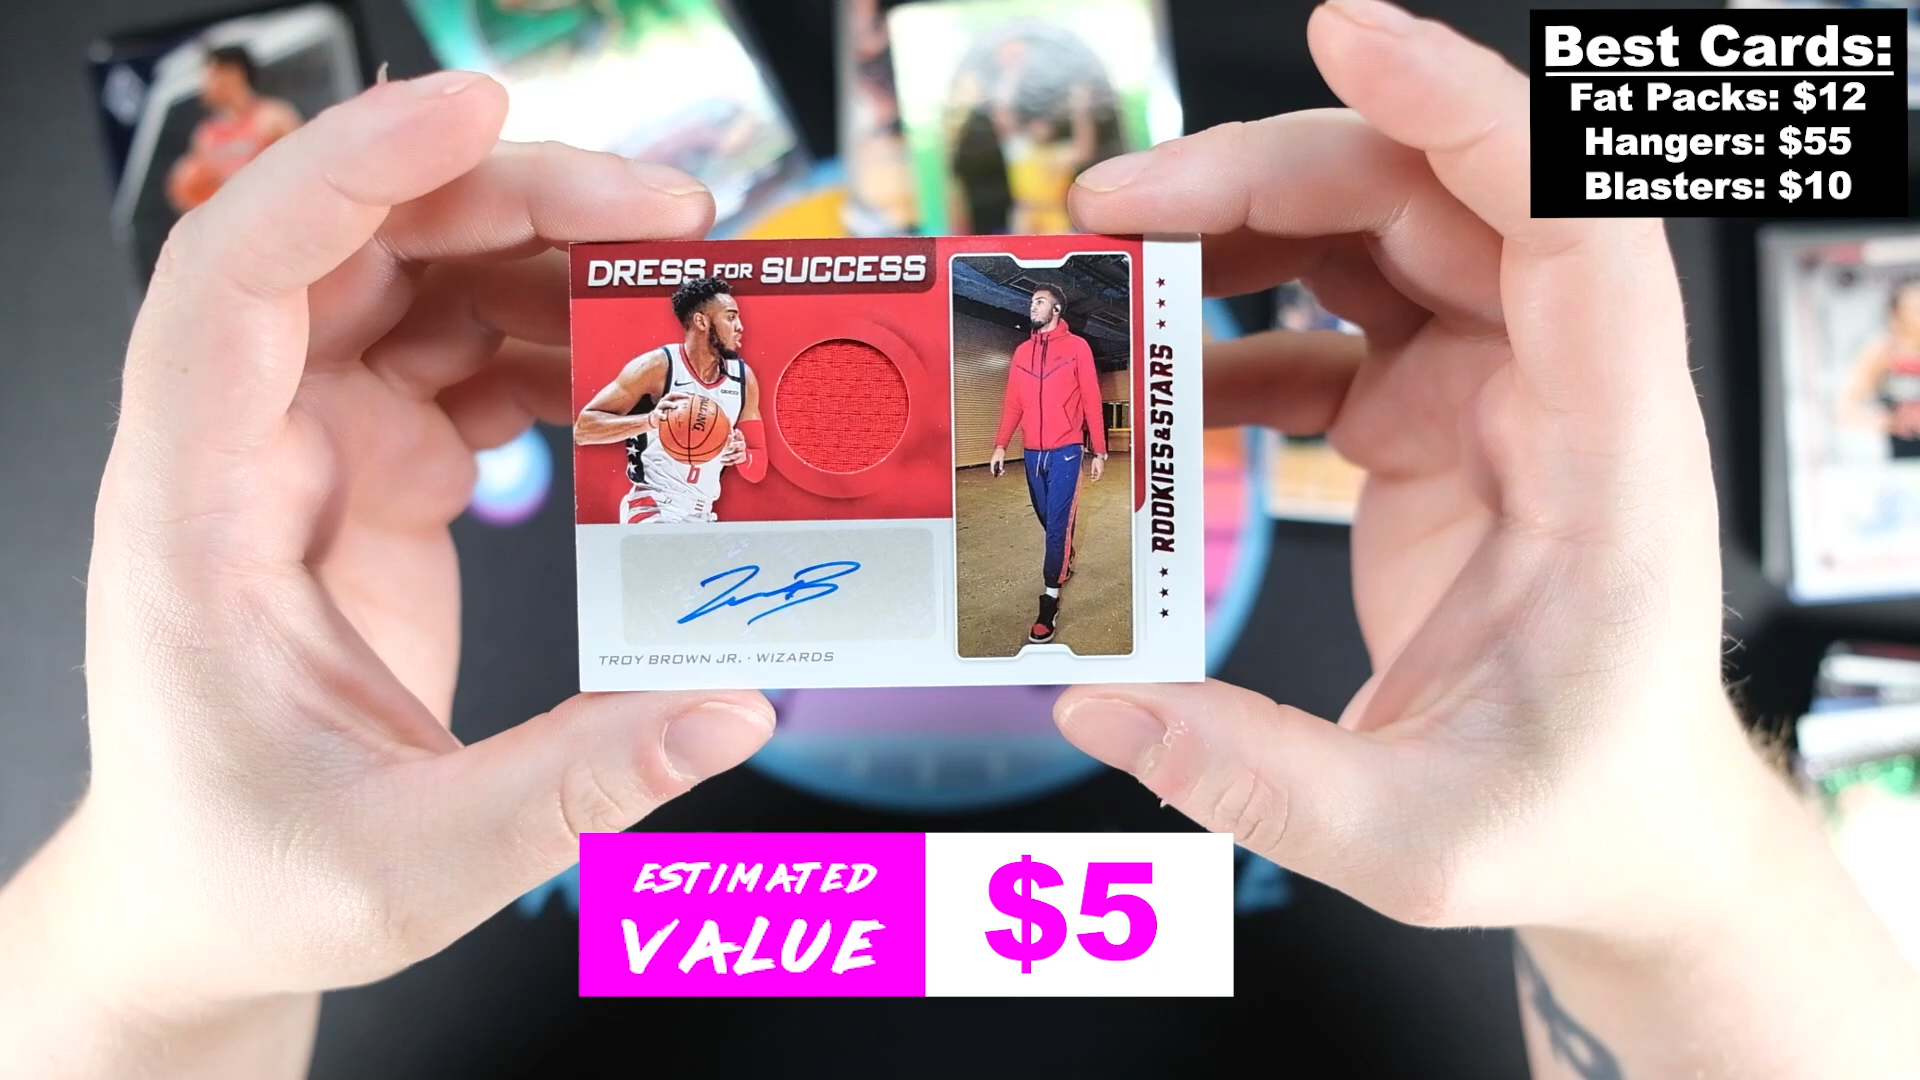 Best Cards:
Fat Packs: $12
Hangers: $55
Blasters: $10
DRESS FOR SUCCESS
ROOKIES&STARS
TROY BROWN JR. · WIZARDS
ESTIMATED
VALUE
$5